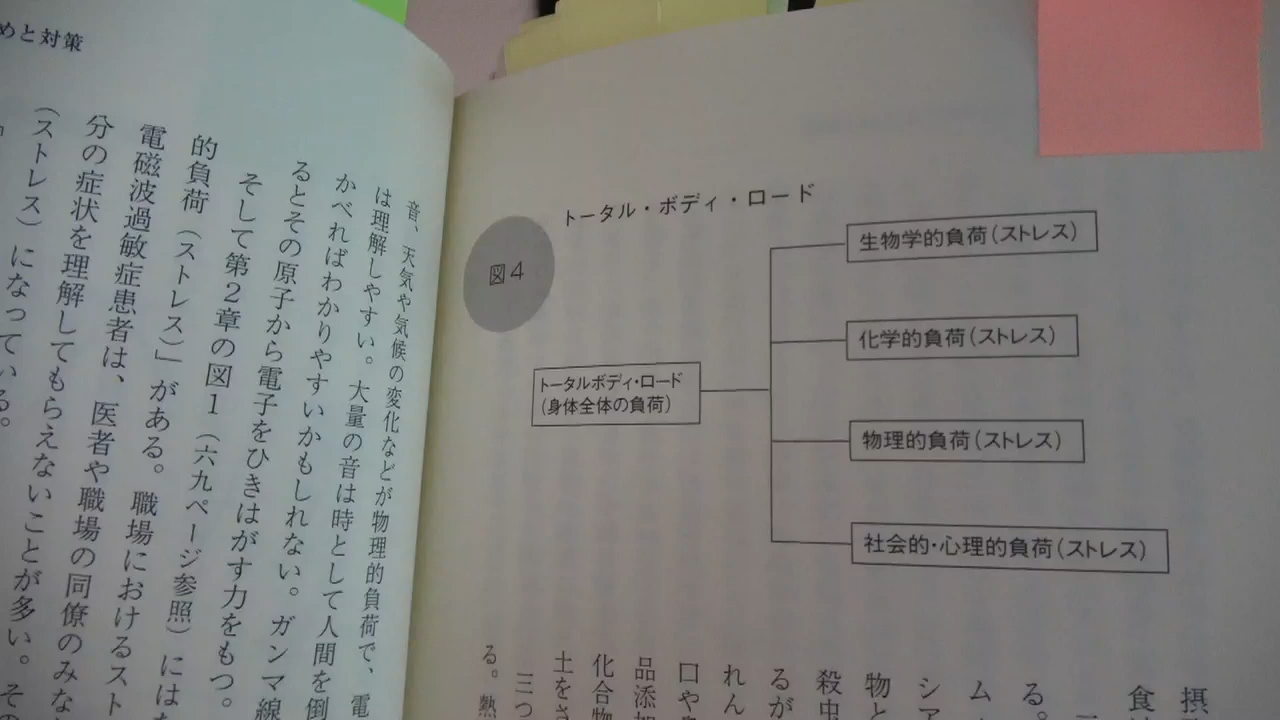 トータル・ボディ・ロード
図4
トータルボディ・ロード
(身体全体の負荷)
生物学的負荷(ストレス)
化学的負荷(ストレス)
物理的負荷(ストレス)
社会的・心理的負荷(ストレス)
摂
食
ム
る。
シア
物と
殺虫
るが
れん
口や
品添加
化合物
土をさ
三つ
る。熱
音、天気や気候の変化などが物理的負荷で、電
は理解しやすい。大量の音は時として人間を倒
かべればわかりやすいかもしれない。ガンマ線
るとその原子から電子をひきはがす力をもつ。
そして第2章の図1(六九ページ参照)には
的負荷(ストレス)」がある。職場におけるスト
電磁波過敏症患者は、医者や職場の同僚のみな
分の症状を理解してもらえないことが多い。その
(ストレス)になっている。
めと対策